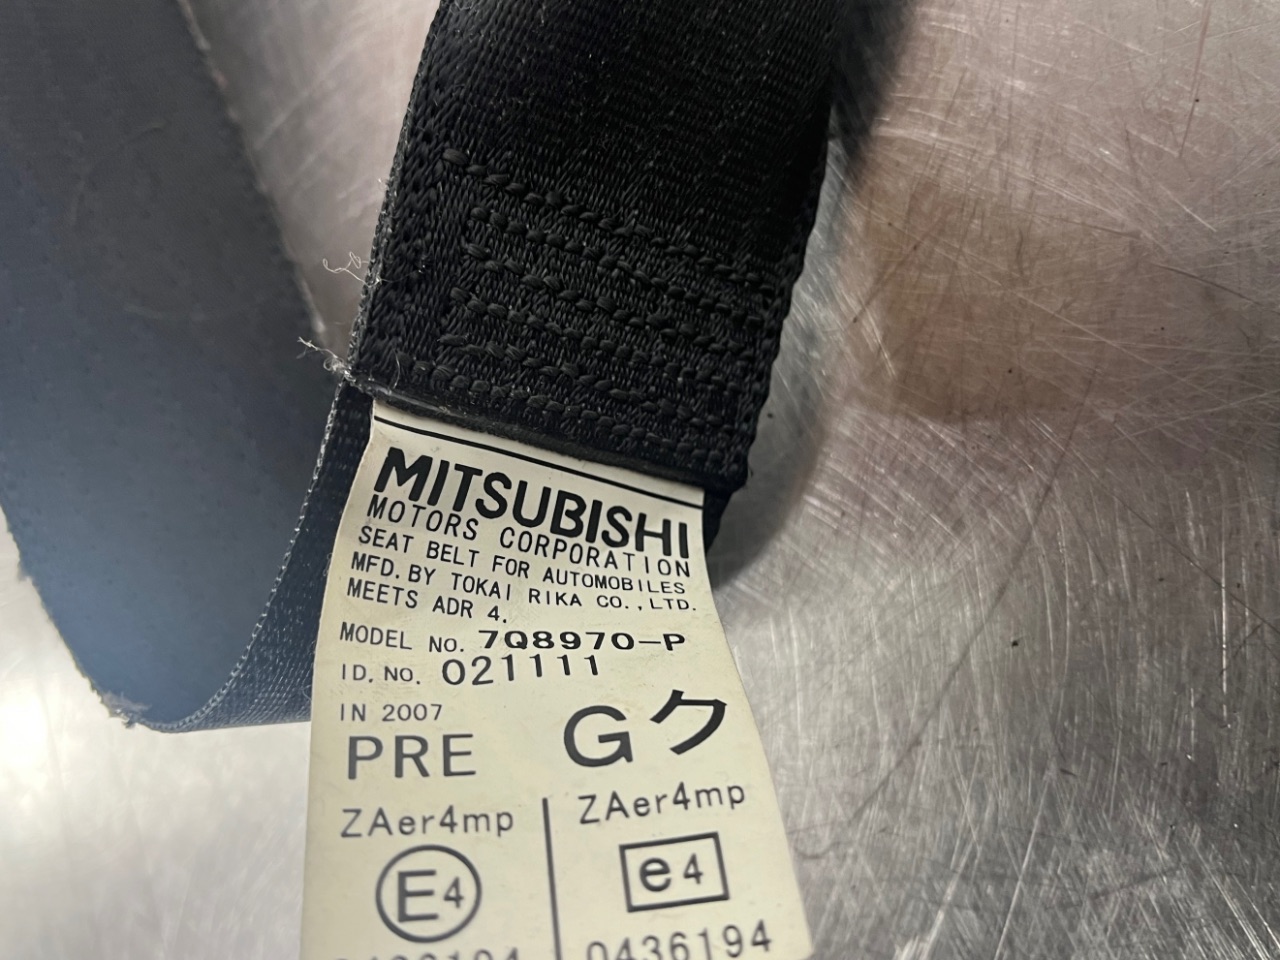 MITSUBISHI
MOTORS CORPORATION
SEAT BELT FOR AUTOMOBILES
MFD. BY TOKAI RIKA CO., LTD.
MEETS ADR 4.
MODEL No. 7Q8970-P
ID. NO. 021111
IN 2007
PRE Gク
ZAer4mp ZAer4mp
E4 e4
0436194